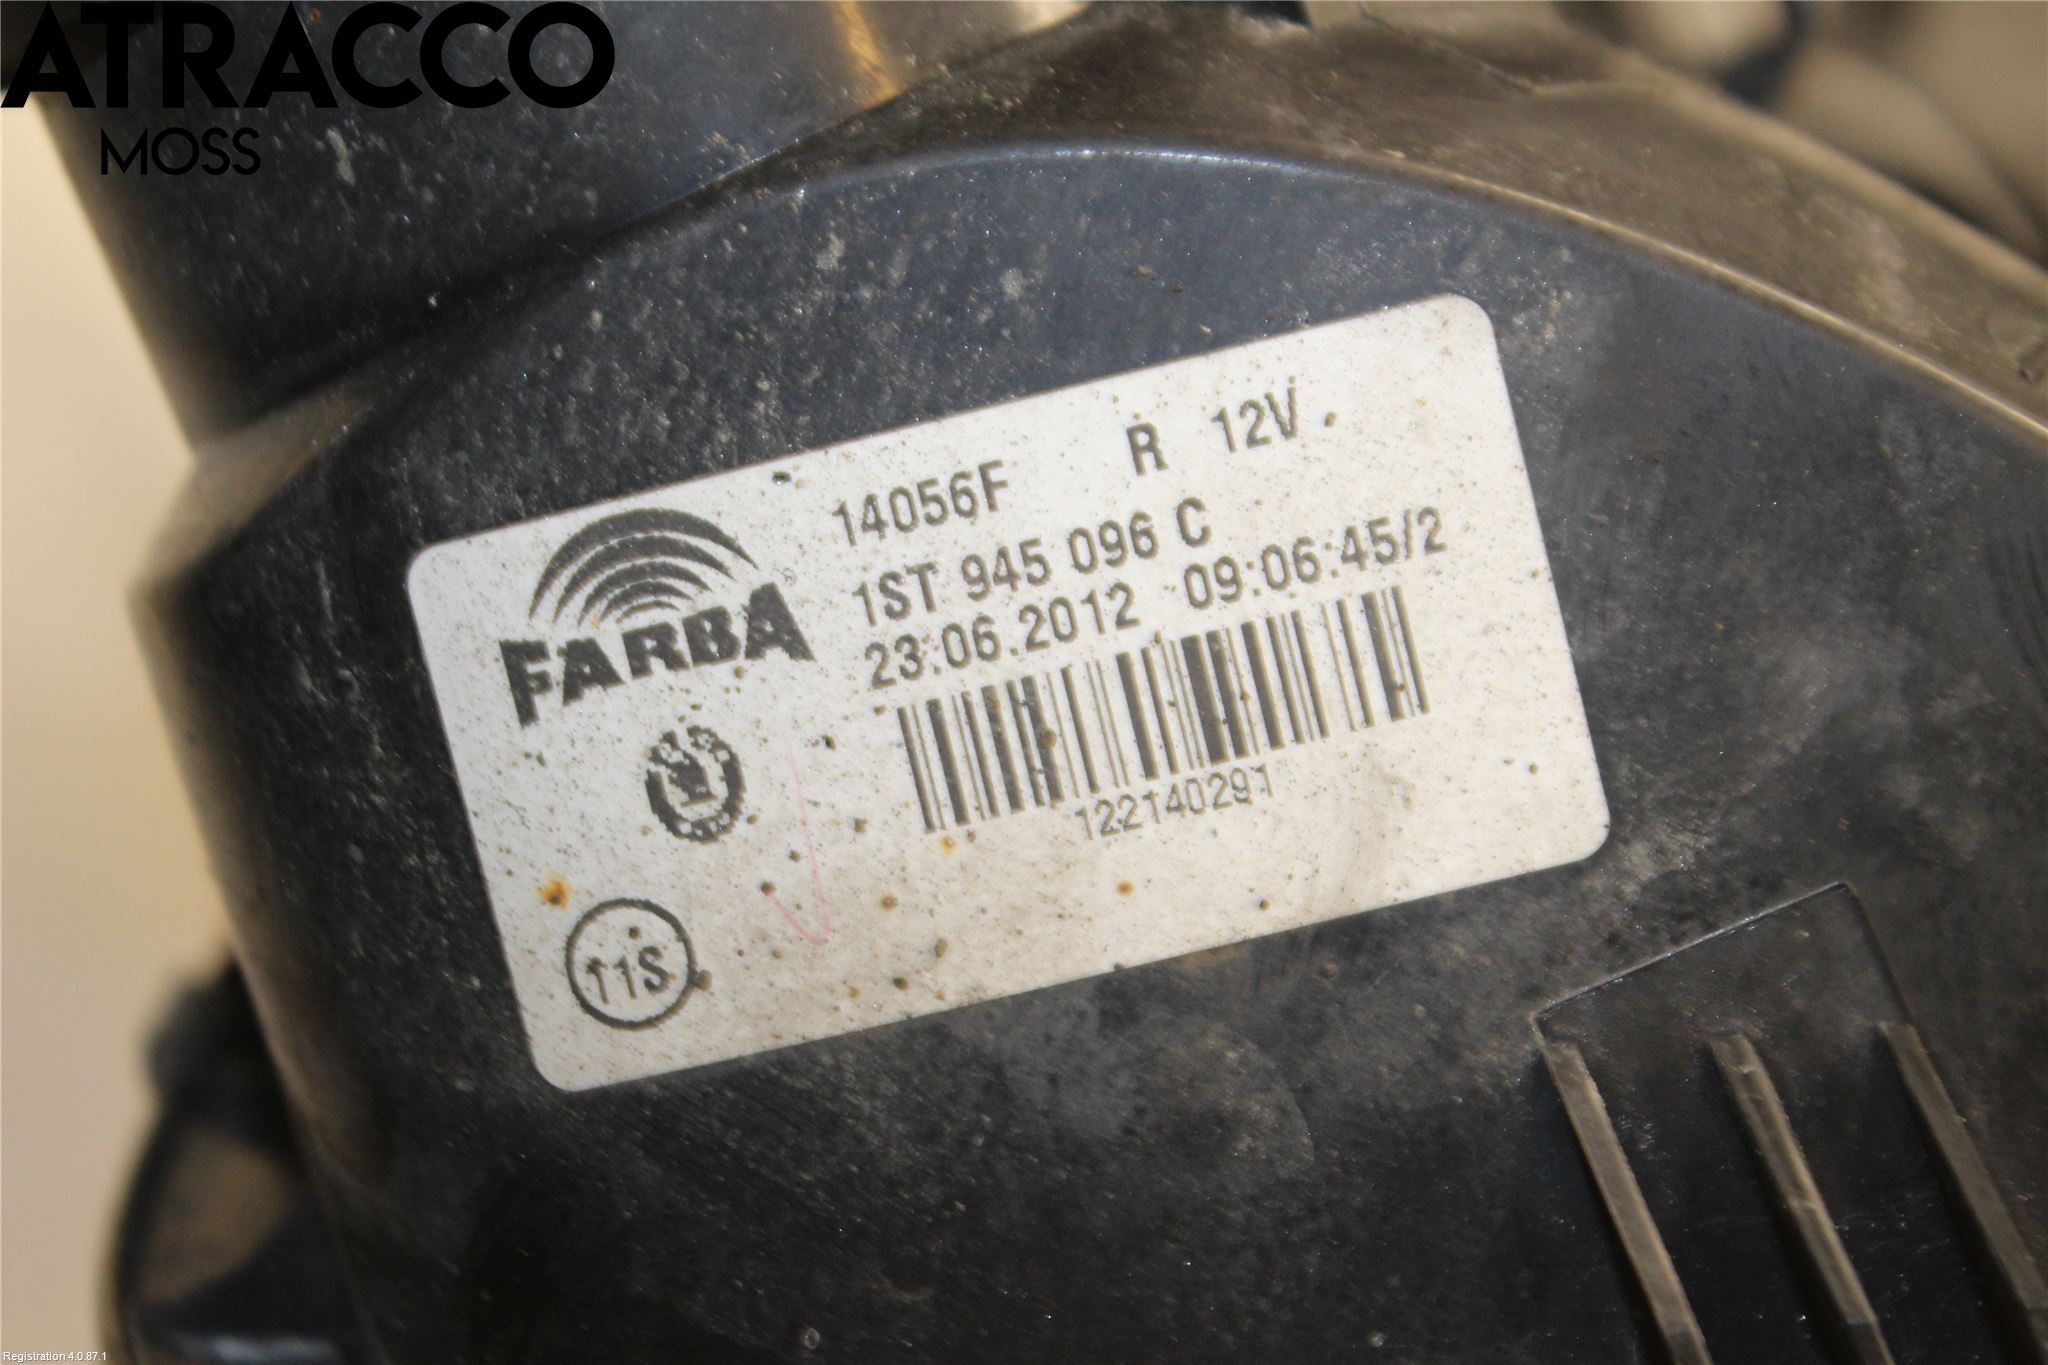 ATRACCO
MOSS
14056F R 12V
1ST 945 096 C
23.06.2012 09:06:45/2
FARBA
122140291
11S
Registration 4.0.87.1